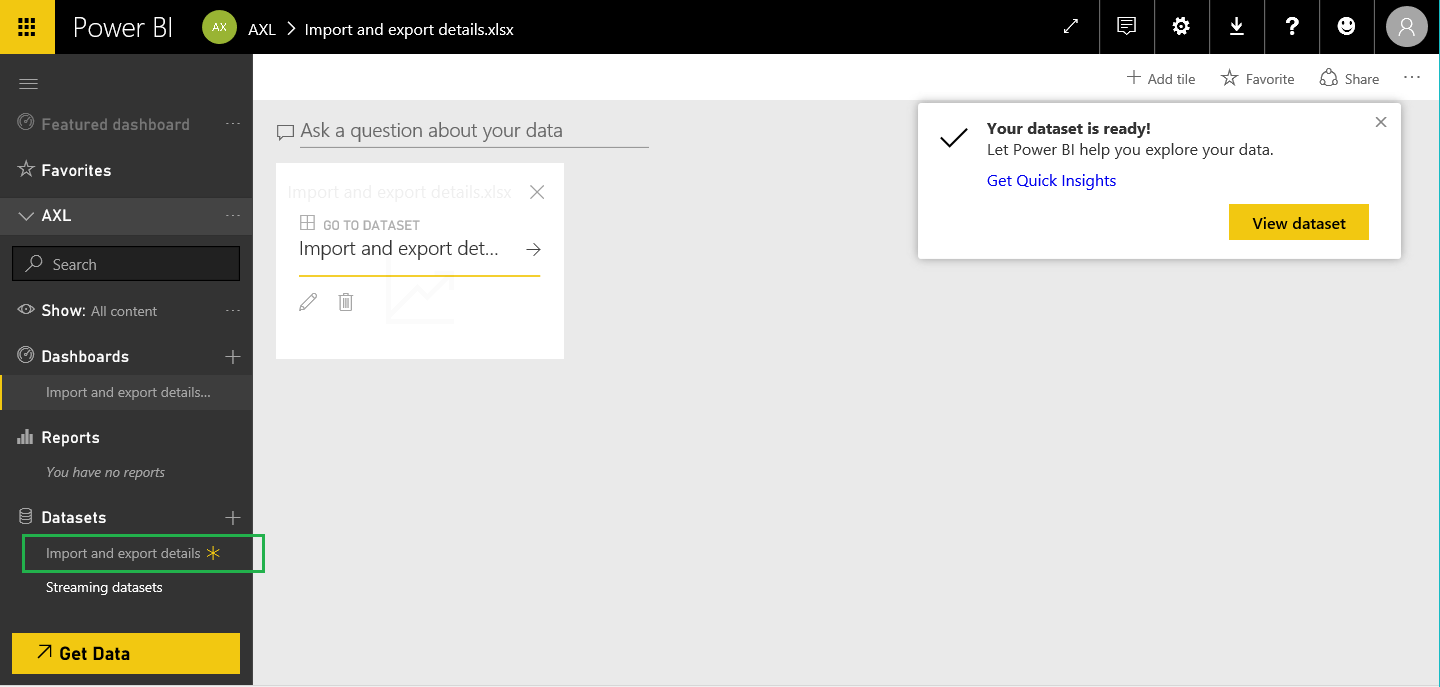 Power BI
AX
AXL
Import and export details.xlsx
Add tile
Favorite
Share
Featured dashboard
Favorites
AXL
Search
Show: All content
Dashboards
Import and export details...
Reports
You have no reports
Datasets
Import and export details
Streaming datasets
Get Data
Ask a question about your data
Import and export details.xlsx
GO TO DATASET
Import and export det...
Your dataset is ready!
Let Power BI help you explore your data.
Get Quick Insights
View dataset